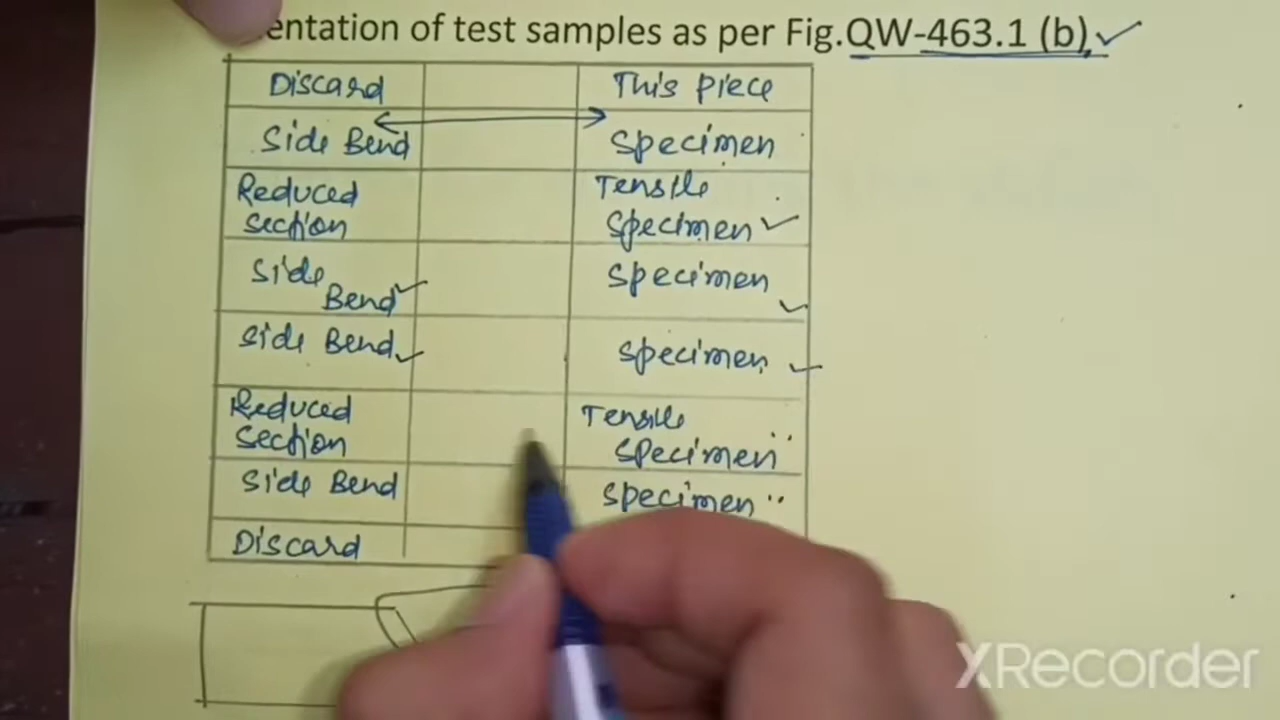 entation of test samples as per Fig.QW-463.1 (b),
Discard This piece
Side Bend Specimen
Reduced Tensile
section specimen
Side specimen
Bend
Side Bend specimen
Reduced Tensile
section specimen
Side Bend specimen
Discard
XRecorder